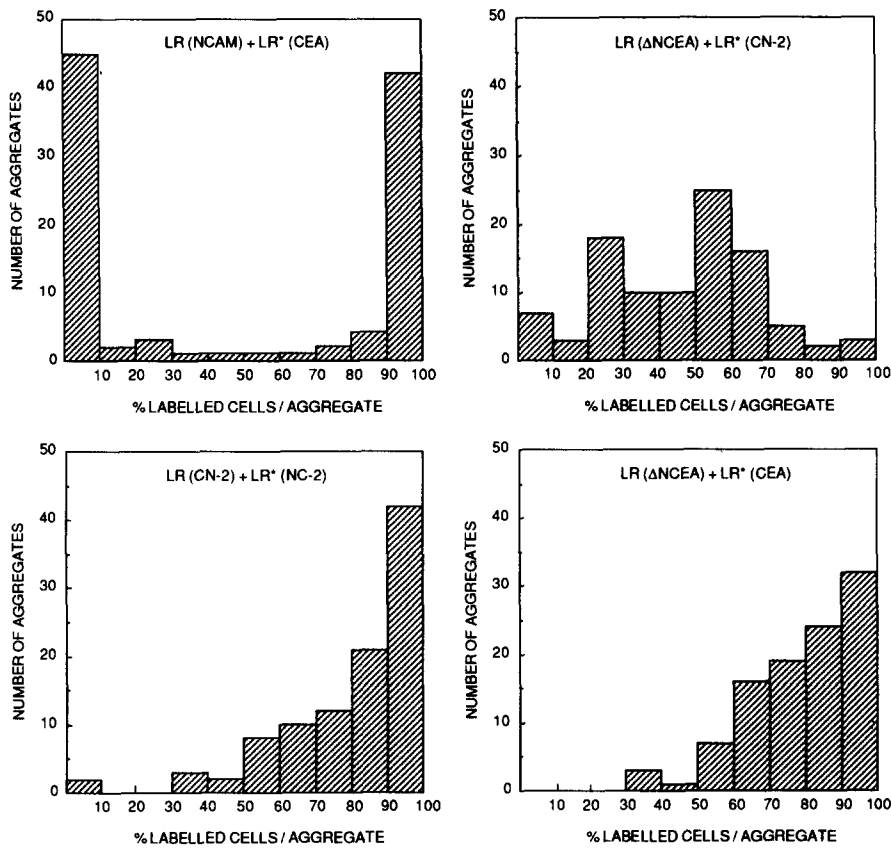 LR (NCAM) + LR* (CEA)
NUMBER OF AGGREGATES
50
40
30
20
10
0
10 20 30 40 50 60 70 80 90 100
% LABELLED CELLS / AGGREGATE
LR (ΔNCEA) + LR* (CN-2)
NUMBER OF AGGREGATES
50
40
30
20
10
0
10 20 30 40 50 60 70 80 90 100
% LABELLED CELLS / AGGREGATE
LR (CN-2) + LR* (NC-2)
NUMBER OF AGGREGATES
50
40
30
20
10
0
10 20 30 40 50 60 70 80 90 100
% LABELLED CELLS / AGGREGATE
LR (ΔNCEA) + LR* (CEA)
NUMBER OF AGGREGATES
50
40
30
20
10
0
10 20 30 40 50 60 70 80 90 100
% LABELLED CELLS / AGGREGATE